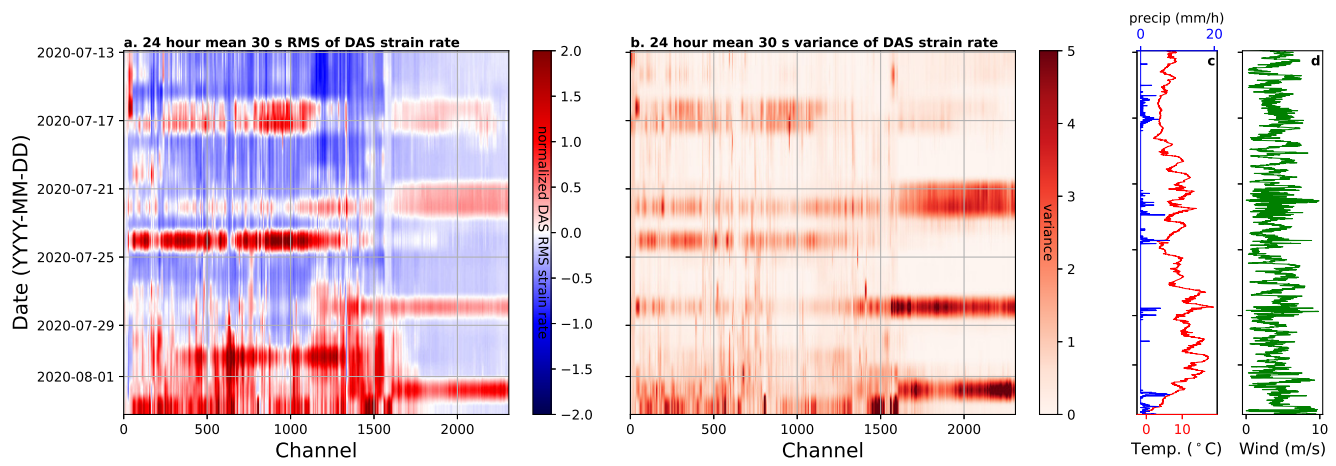 precip (mm/h)
0 20
a. 24 hour mean 30 s RMS of DAS strain rate
b. 24 hour mean 30 s variance of DAS strain rate
c
d
Date (YYYY-MM-DD)
2020-07-13
2020-07-17
2020-07-21
2020-07-25
2020-07-29
2020-08-01
0 500 1000 1500 2000
Channel
2.0
1.5
1.0
0.5
0.0
−0.5
−1.0
−1.5
−2.0
normalized DAS RMS strain rate
0 500 1000 1500 2000
Channel
5
4
3
2
1
0
variance
0 10
Temp. (°C)
0 10
Wind (m/s)